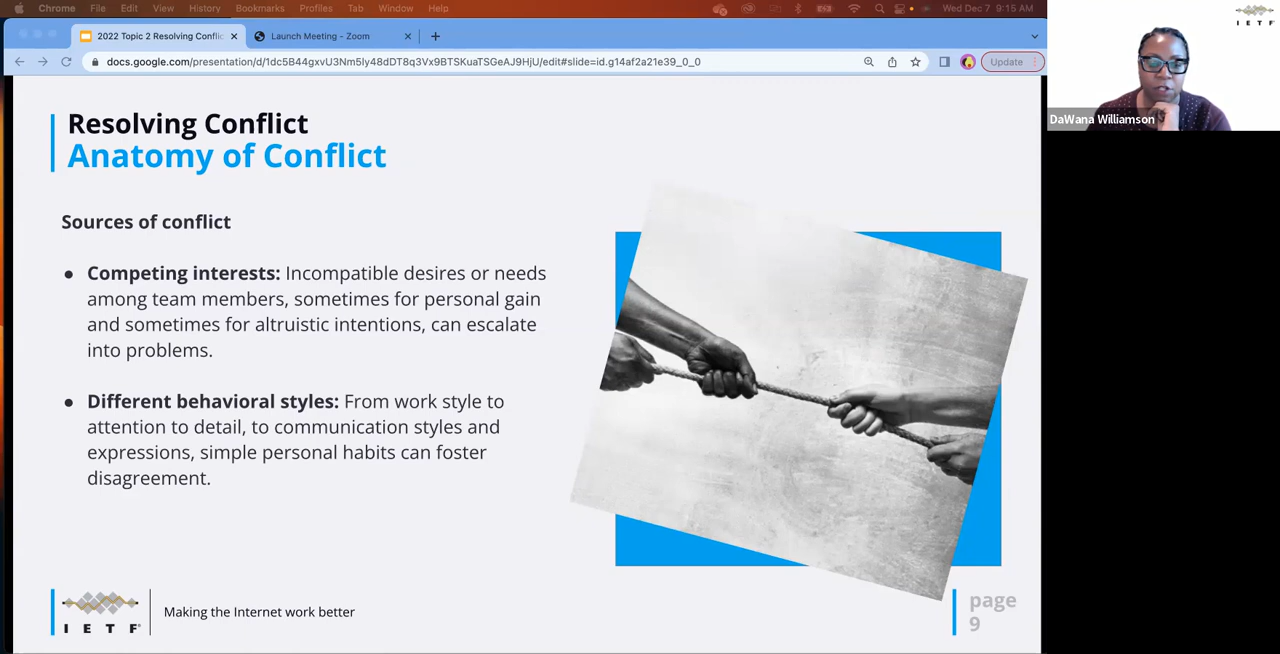 Chrome File Edit View History Bookmarks Profiles Tab Window Help
Wed Dec 7 9:15 AM
2022 Topic 2 Resolving Conflic
Launch Meeting - Zoom
docs.google.com/presentation/d/1dc5B44gxvU3Nm5Iy48dDT8q3Vx9BTSKuaTSGeAJ9HjU/edit#slide=id.g14af2a21e39_0_0
Update
I E T F
DaWana Williamson
Resolving Conflict
Anatomy of Conflict
Sources of conflict
● Competing interests: Incompatible desires or needs
among team members, sometimes for personal gain
and sometimes for altruistic intentions, can escalate
into problems.
● Different behavioral styles: From work style to
attention to detail, to communication styles and
expressions, simple personal habits can foster
disagreement.
I E T F®
Making the Internet work better
page
9